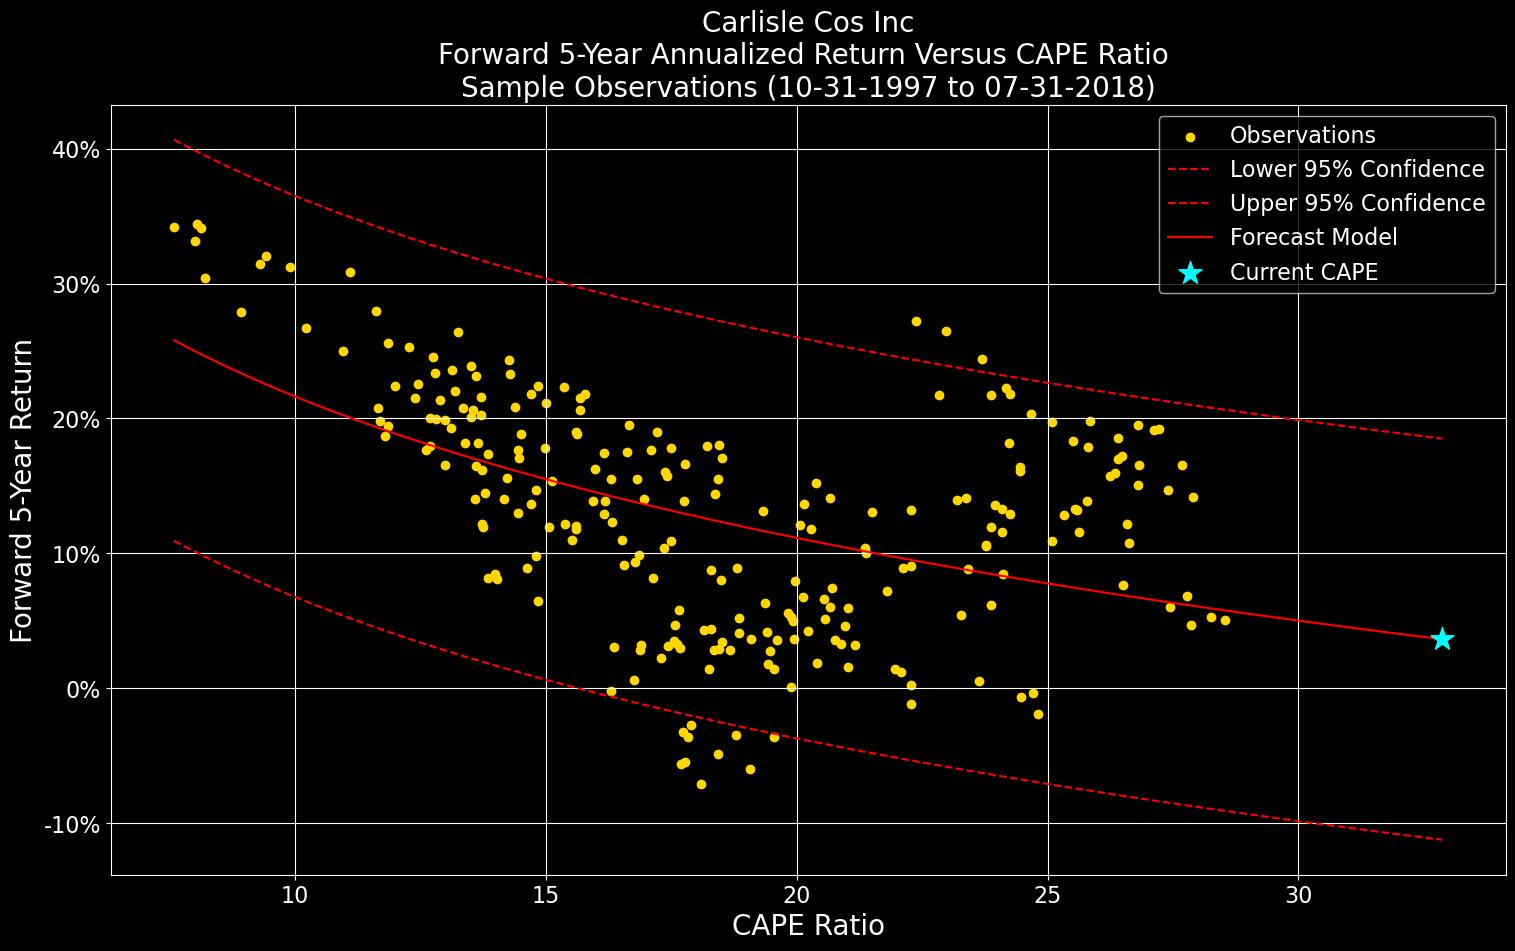 Carlisle Cos Inc
Forward 5-Year Annualized Return Versus CAPE Ratio
Sample Observations (10-31-1997 to 07-31-2018)
Observations
Lower 95% Confidence
Upper 95% Confidence
Forecast Model
Current CAPE
Forward 5-Year Return
40%
30%
20%
10%
0%
-10%
10 15 20 25 30
CAPE Ratio